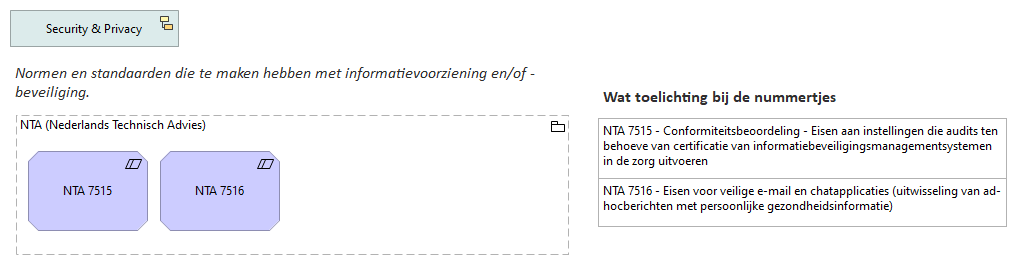 Security & Privacy
Normen en standaarden die te maken hebben met informatievoorziening en/of -
beveiliging.
NTA (Nederlands Technisch Advies)
NTA 7515
NTA 7516
Wat toelichting bij de nummertjes
NTA 7515 - Conformiteitsbeoordeling - Eisen aan instellingen die audits ten
behoeve van certificatie van informatiebeveiligingsmanagementsystemen
in de zorg uitvoeren
NTA 7516 - Eisen voor veilige e-mail en chatapplicaties (uitwisseling van ad-
hocberichten met persoonlijke gezondheidsinformatie)